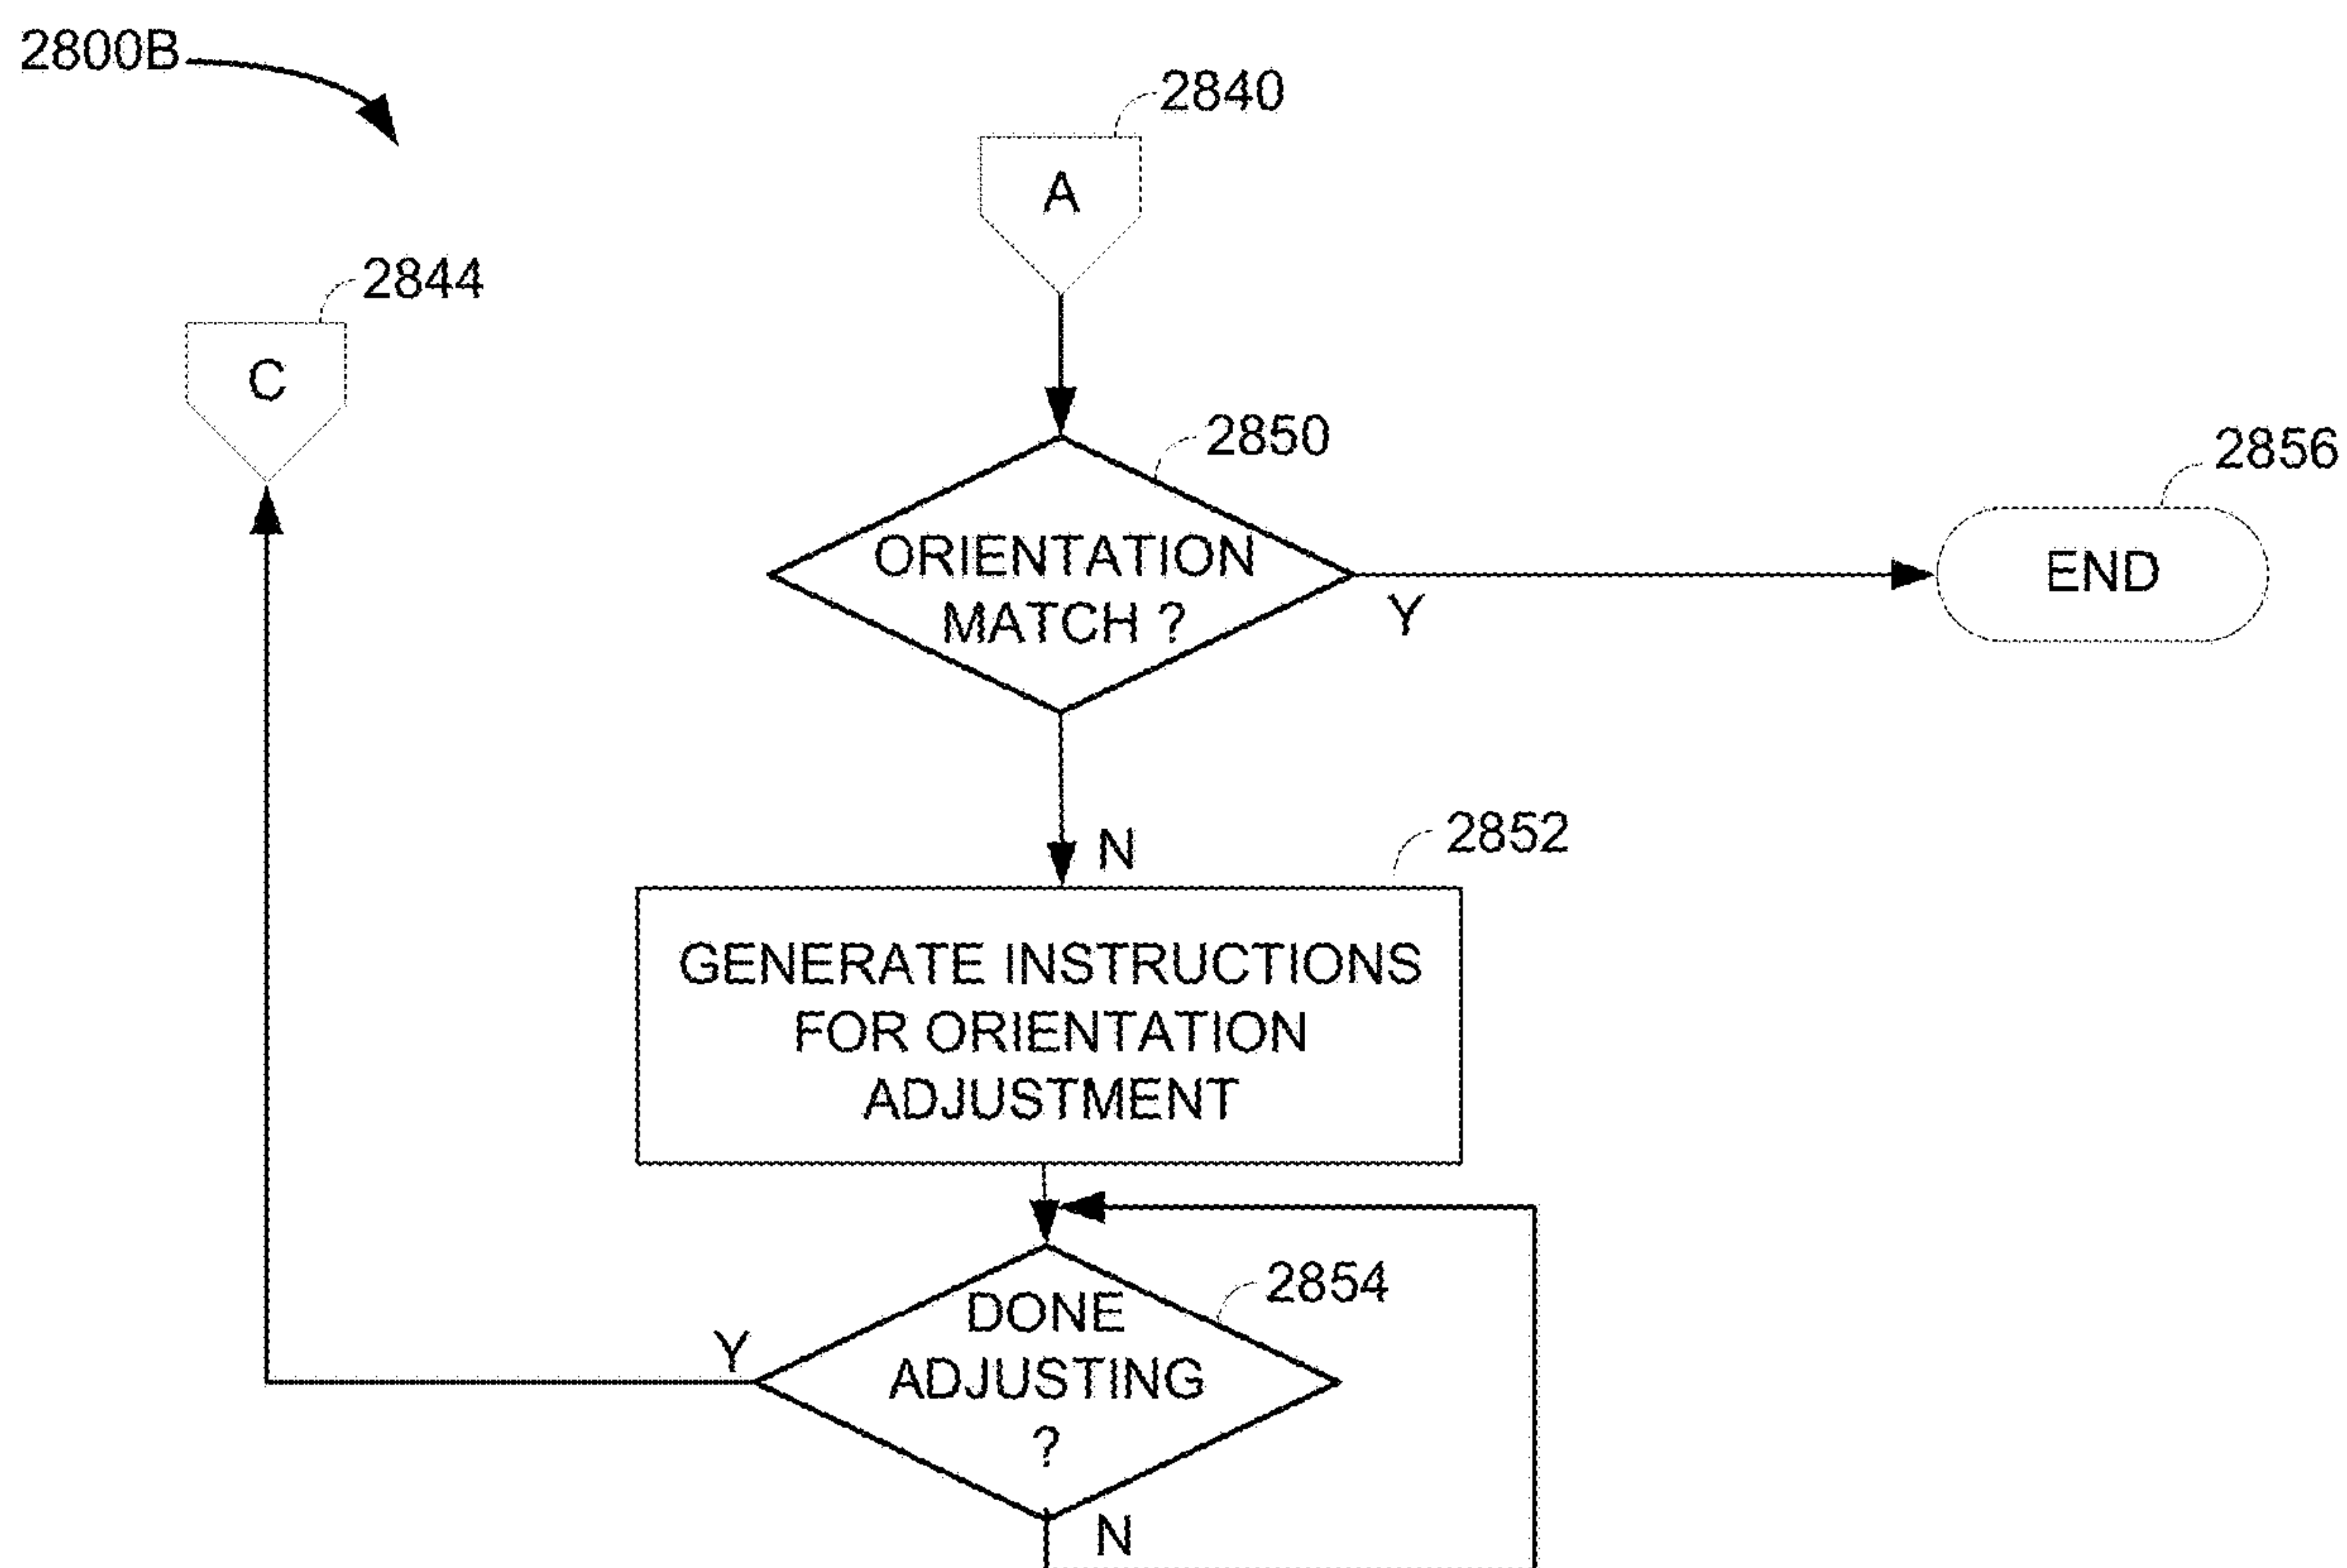 2800B
2840
A
2844
C
2850
ORIENTATION
MATCH ?
Y
2856
END
N
2852
GENERATE INSTRUCTIONS
FOR ORIENTATION
ADJUSTMENT
2854
DONE
ADJUSTING
?
Y
N